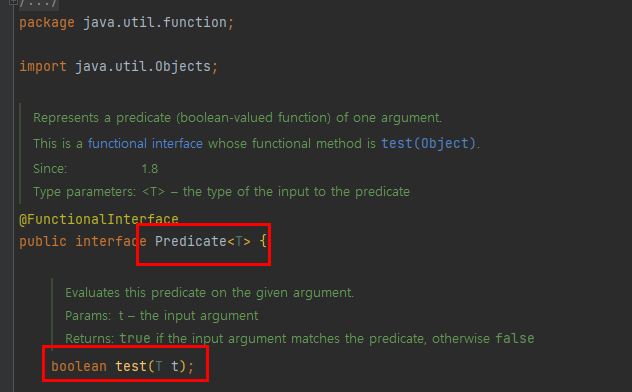 /.../
package java.util.function;
import java.util.Objects;
Represents a predicate (boolean-valued function) of one argument.
This is a functional interface whose functional method is test(Object).
Since: 1.8
Type parameters: <T> – the type of the input to the predicate
@FunctionalInterface
public interface Predicate<T> {
Evaluates this predicate on the given argument.
Params: t – the input argument
Returns: true if the input argument matches the predicate, otherwise false
boolean test(T t);